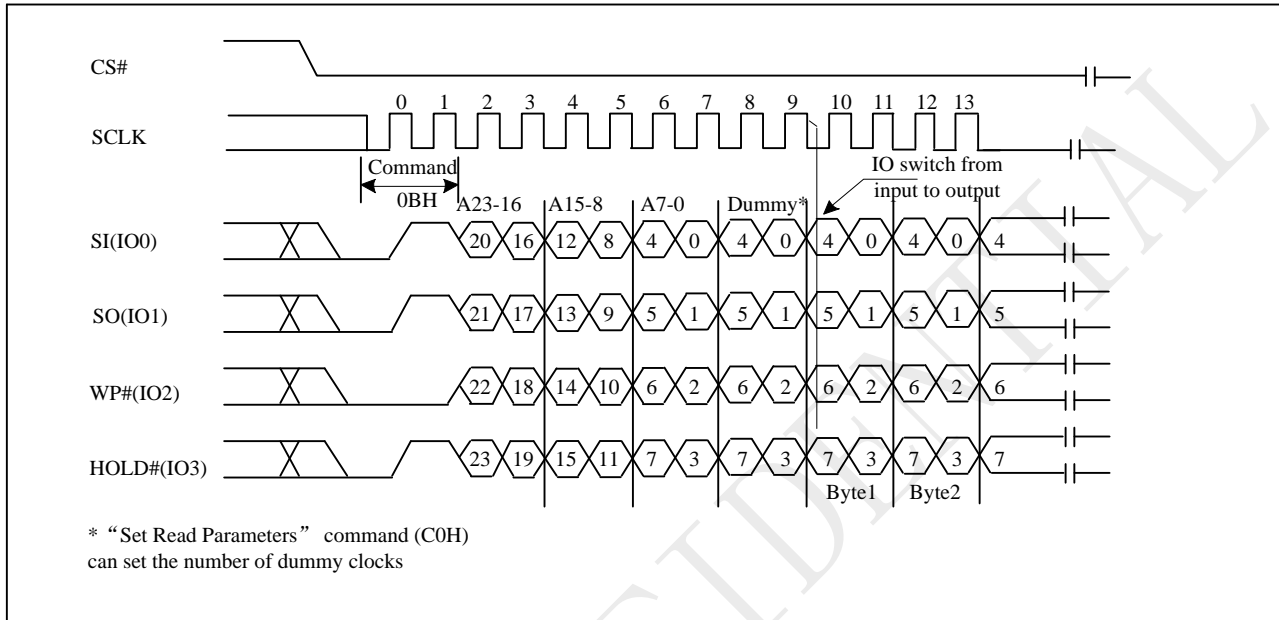 CS#
0 1 2 3 4 5 6 7 8 9 10 11 12 13
SCLK
Command
IO switch from
input to output
0BH
A23-16 A15-8 A7-0 Dummy*
SI(IO0) 20 16 12 8 4 0 4 0 4 0 4 0 4
SO(IO1) 21 17 13 9 5 1 5 1 5 1 5 1 5
WP#(IO2) 22 18 14 10 6 2 6 2 6 2 6 2 6
HOLD#(IO3) 23 19 15 11 7 3 7 3 7 3 7 3 7
Byte1 Byte2
* “Set Read Parameters” command (C0H)
can set the number of dummy clocks